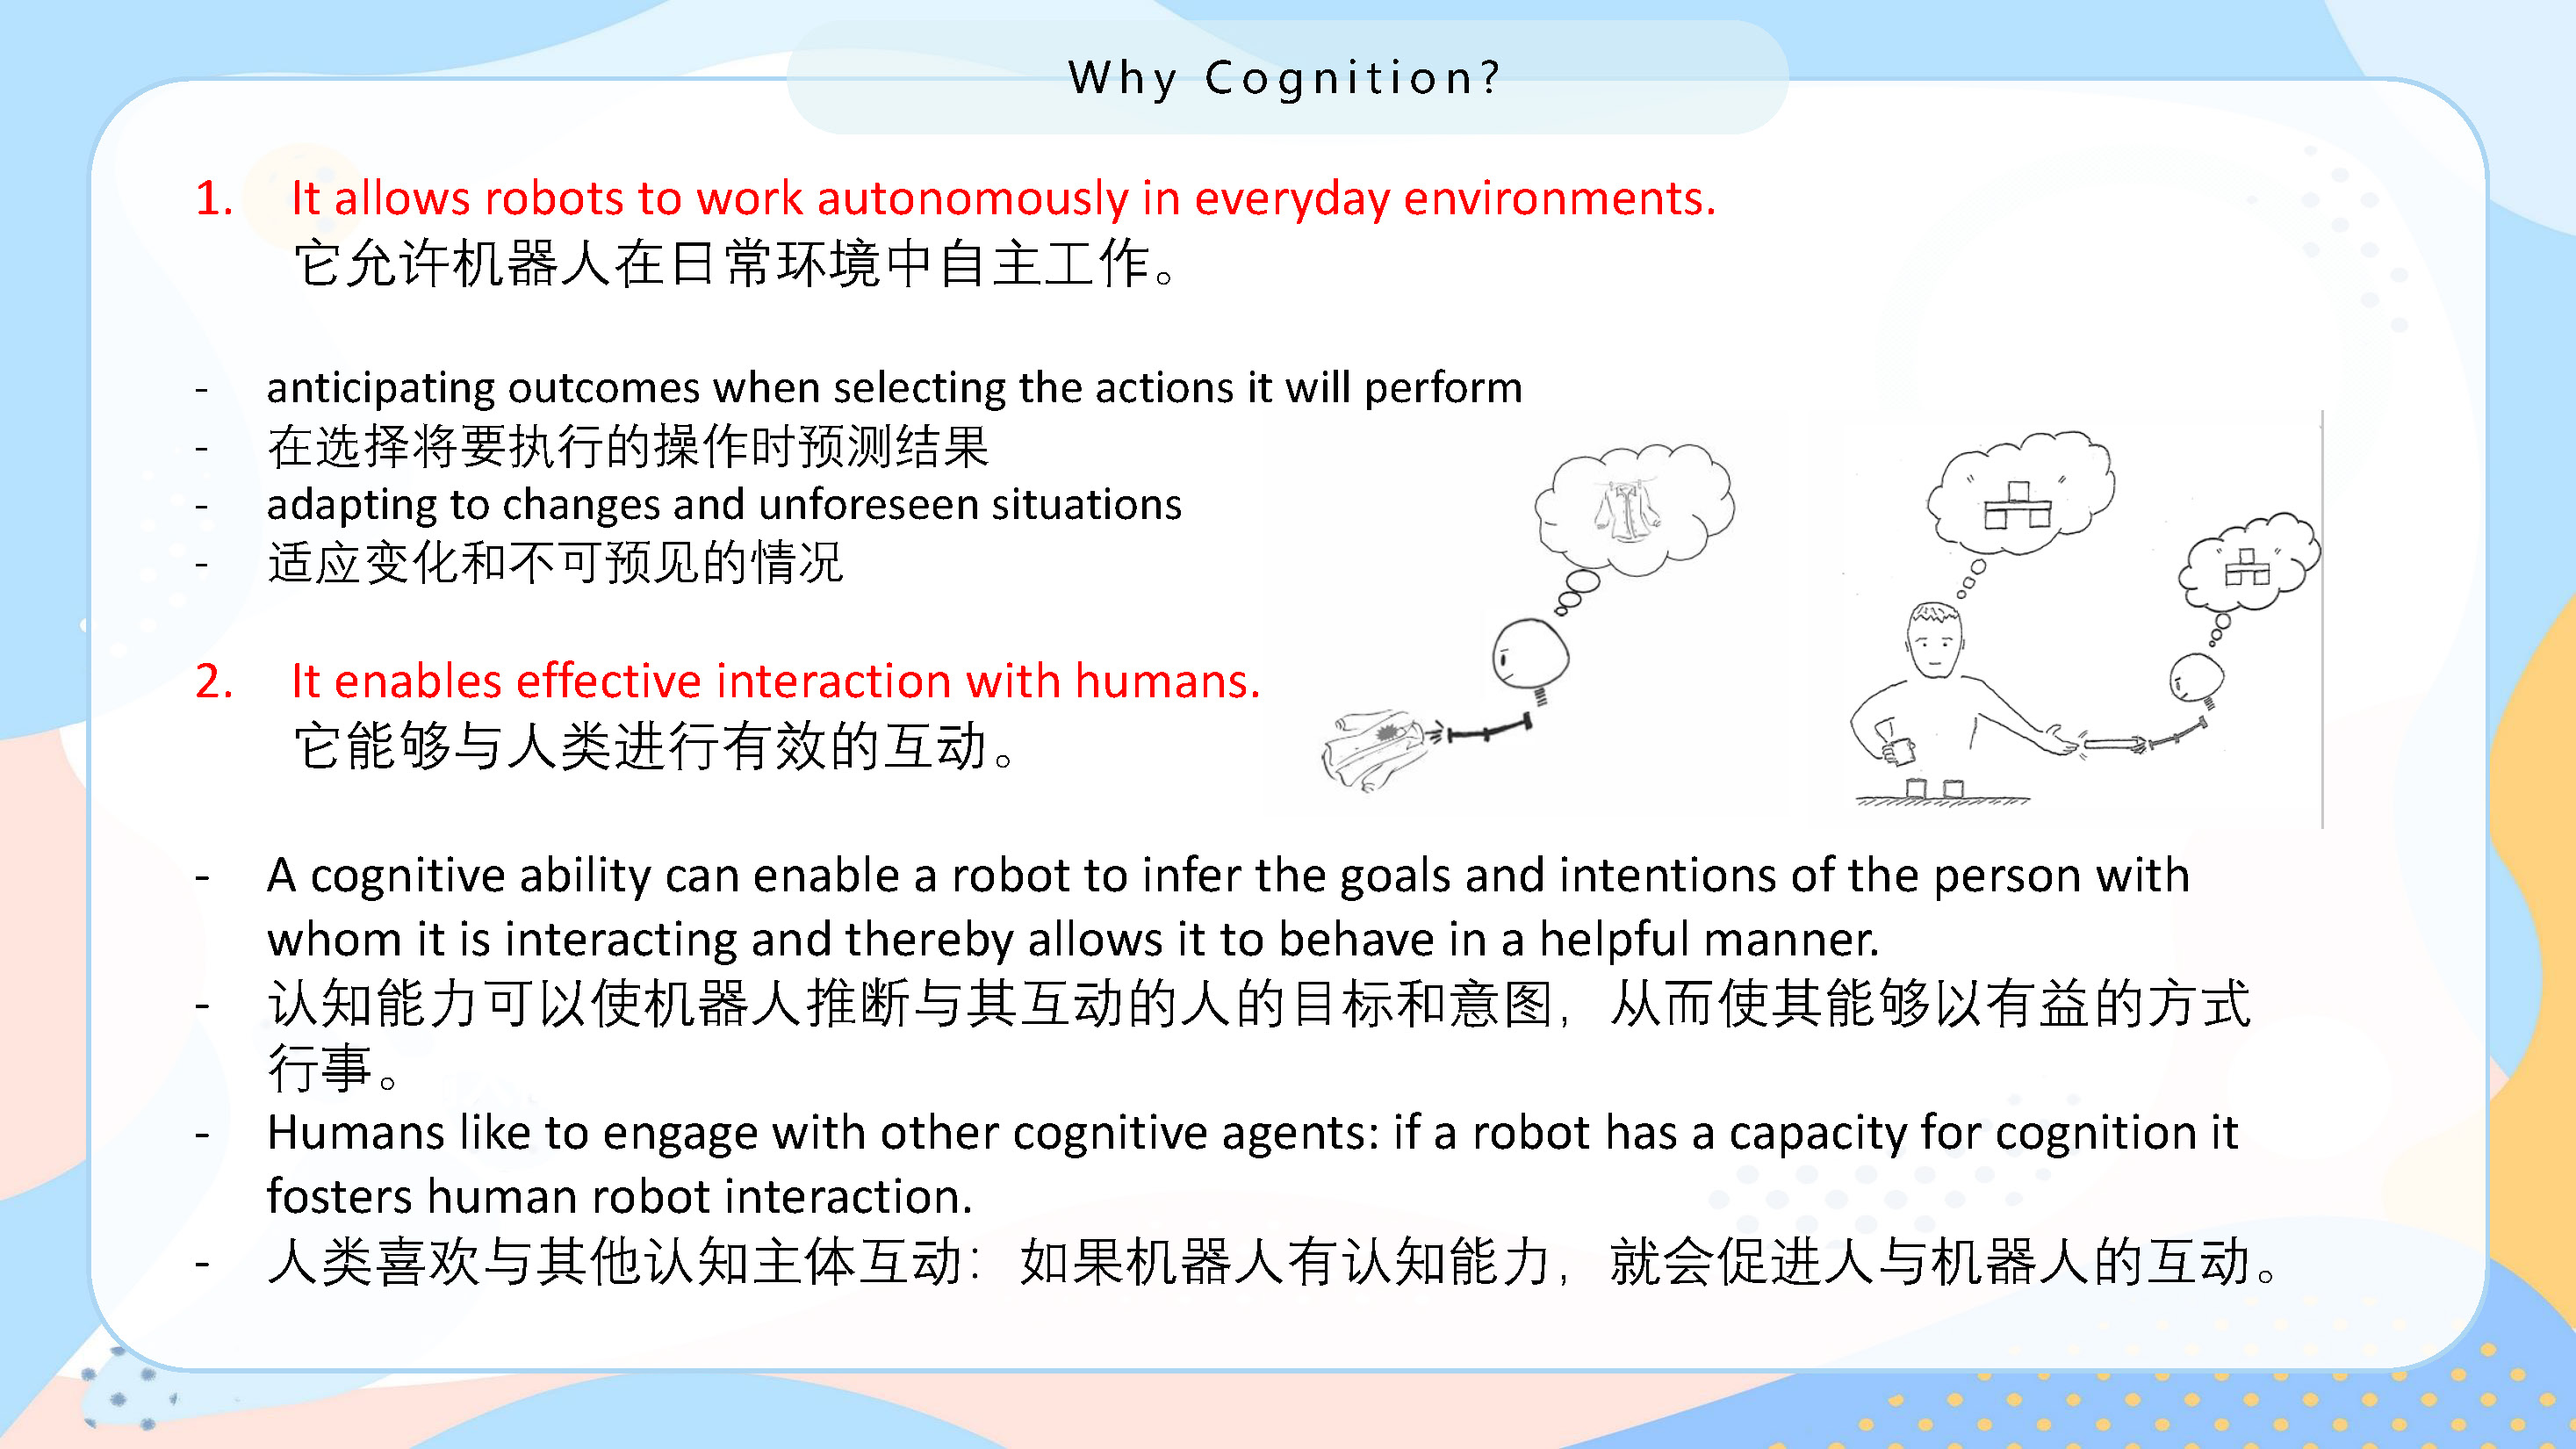 Why Cognition?
1. It allows robots to work autonomously in everyday environments.
它允许机器人在日常环境中自主工作。
- anticipating outcomes when selecting the actions it will perform
- 在选择将要执行的操作时预测结果
- adapting to changes and unforeseen situations
- 适应变化和不可预见的情况
2. It enables effective interaction with humans.
它能够与人类进行有效的互动。
- A cognitive ability can enable a robot to infer the goals and intentions of the person with
whom it is interacting and thereby allows it to behave in a helpful manner.
- 认知能力可以使机器人推断与其互动的人的目标和意图，从而使其能够以有益的方式
行事。
- Humans like to engage with other cognitive agents: if a robot has a capacity for cognition it
fosters human robot interaction.
- 人类喜欢与其他认知主体互动：如果机器人有认知能力，就会促进人与机器人的互动。